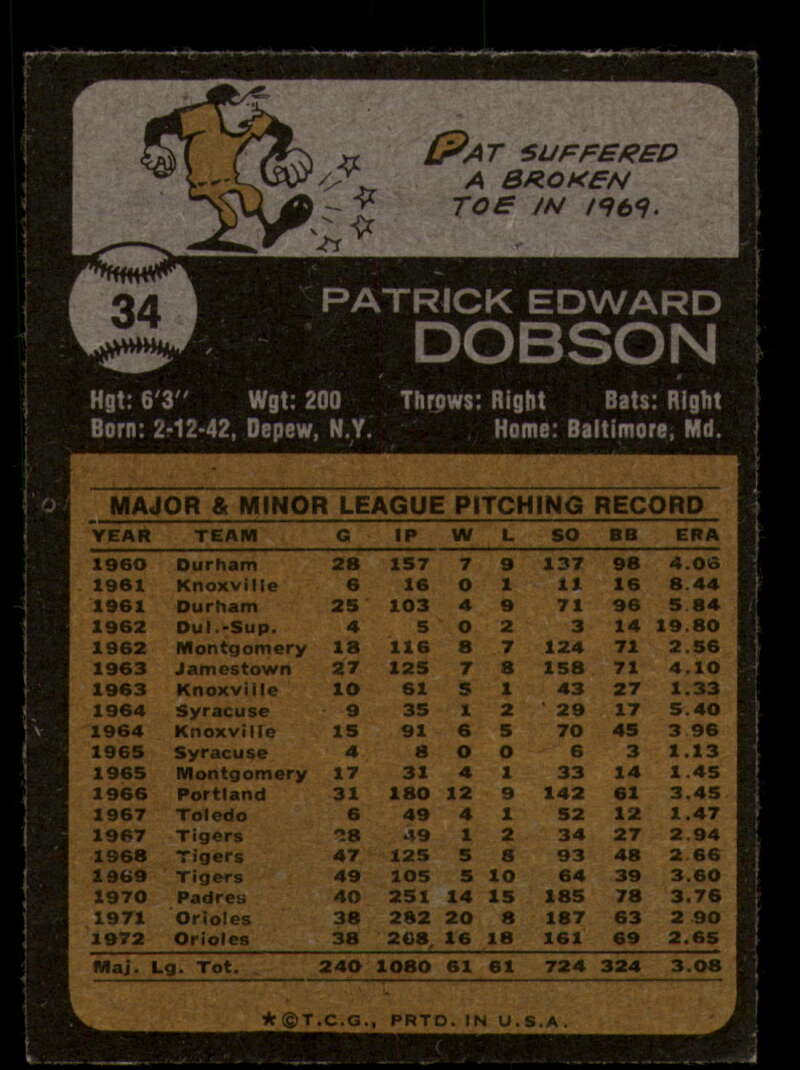 PAT SUFFERED
A BROKEN
TOE IN 1969.
34
PATRICK EDWARD
DOBSON
Hgt: 6'3" Wgt: 200 Throws: Right Bats: Right
Born: 2-12-42, Depew, N.Y. Home: Baltimore, Md.
MAJOR & MINOR LEAGUE PITCHING RECORD
YEAR TEAM G IP W L SO BB ERA
1960 Durham 28 157 7 9 137 98 4.06
1961 Knoxville 6 16 0 1 11 16 8.44
1961 Durham 25 103 4 9 71 96 5.84
1962 Dul.-Sup. 4 5 0 2 3 14 19.80
1962 Montgomery 18 116 8 7 124 71 2.56
1963 Jamestown 27 125 7 8 158 71 4.10
1963 Knoxville 10 61 5 1 43 27 1.33
1964 Syracuse 9 35 1 2 29 17 5.40
1964 Knoxville 15 91 6 5 70 45 3.96
1965 Syracuse 4 8 0 0 6 3 1.13
1965 Montgomery 17 31 4 1 33 14 1.45
1966 Portland 31 180 12 9 142 61 3.45
1967 Toledo 6 49 4 1 52 12 1.47
1967 Tigers 28 49 1 2 34 27 2.94
1968 Tigers 47 125 5 8 93 48 2.66
1969 Tigers 49 105 5 10 64 39 3.60
1970 Padres 40 251 14 15 185 78 3.76
1971 Orioles 38 282 20 8 187 63 2.90
1972 Orioles 38 268 16 18 161 69 2.65
Maj. Lg. Tot. 240 1080 61 61 724 324 3.08
★©T.C.G., PRTD. IN U.S.A.